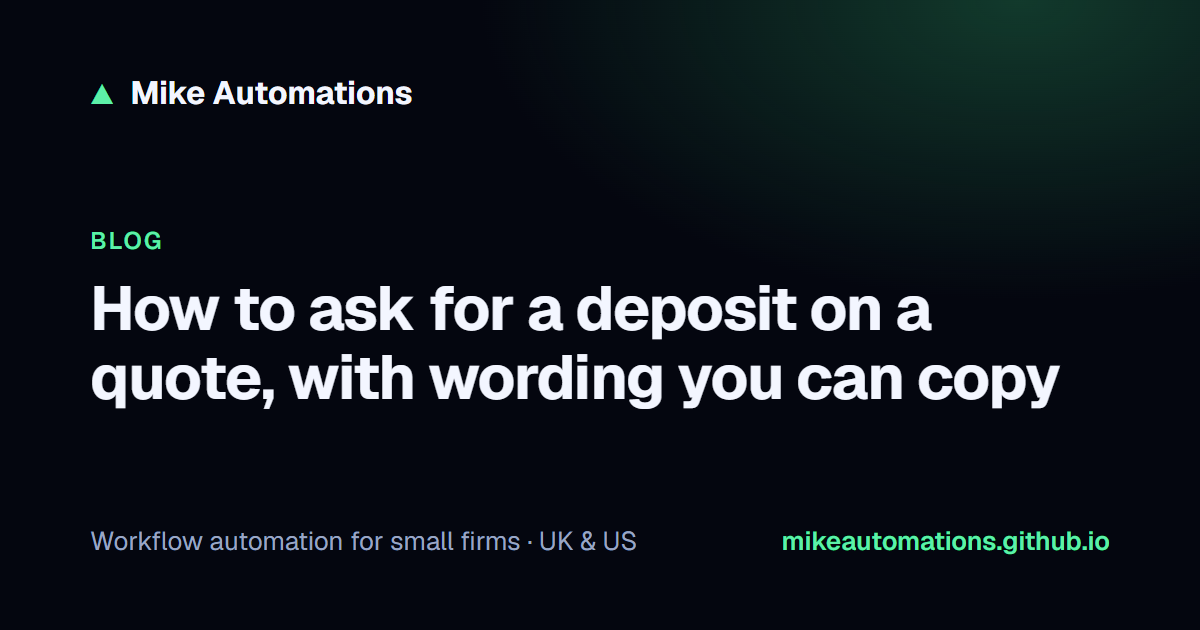 Mike Automations
BLOG
How to ask for a deposit on a
quote, with wording you can copy
Workflow automation for small firms · UK & US
mikeautomations.github.io